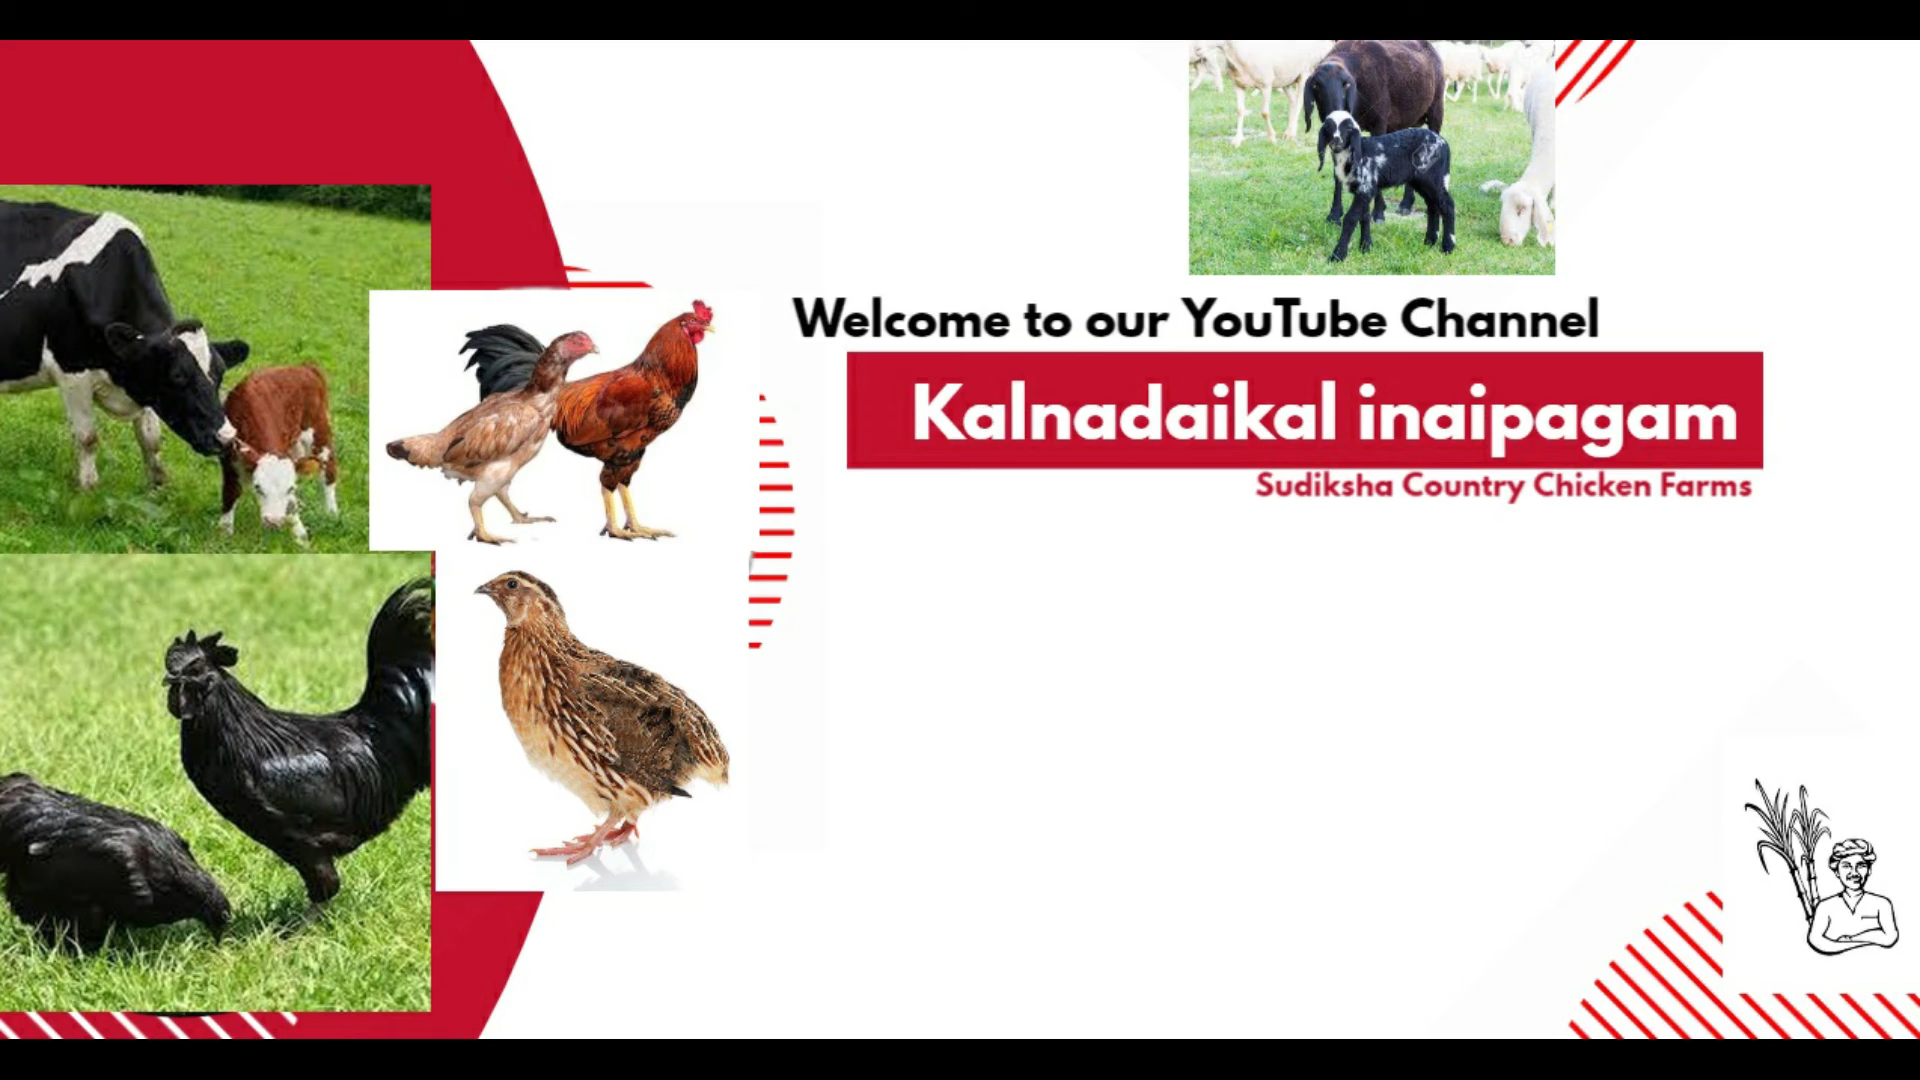 Welcome to our YouTube Channel
Kalnadaikal inaipagam
Sudiksha Country Chicken Farms